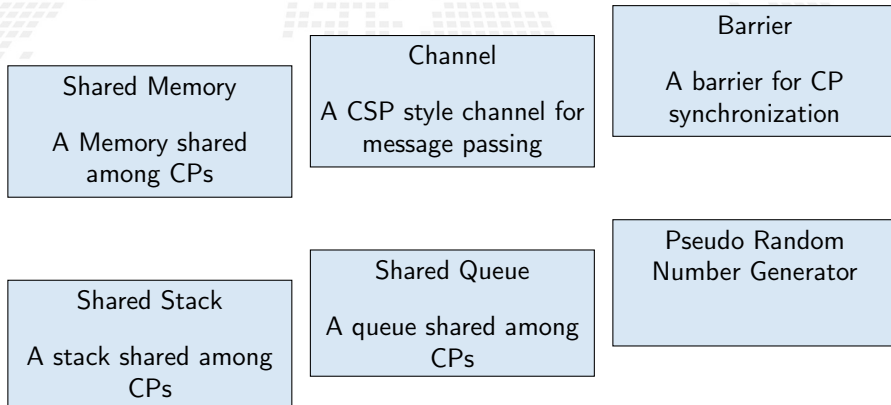 Shared Memory
A Memory shared
among CPs
Channel
A CSP style channel for
message passing
Barrier
A barrier for CP
synchronization
Shared Stack
A stack shared among
CPs
Shared Queue
A queue shared among
CPs
Pseudo Random
Number Generator